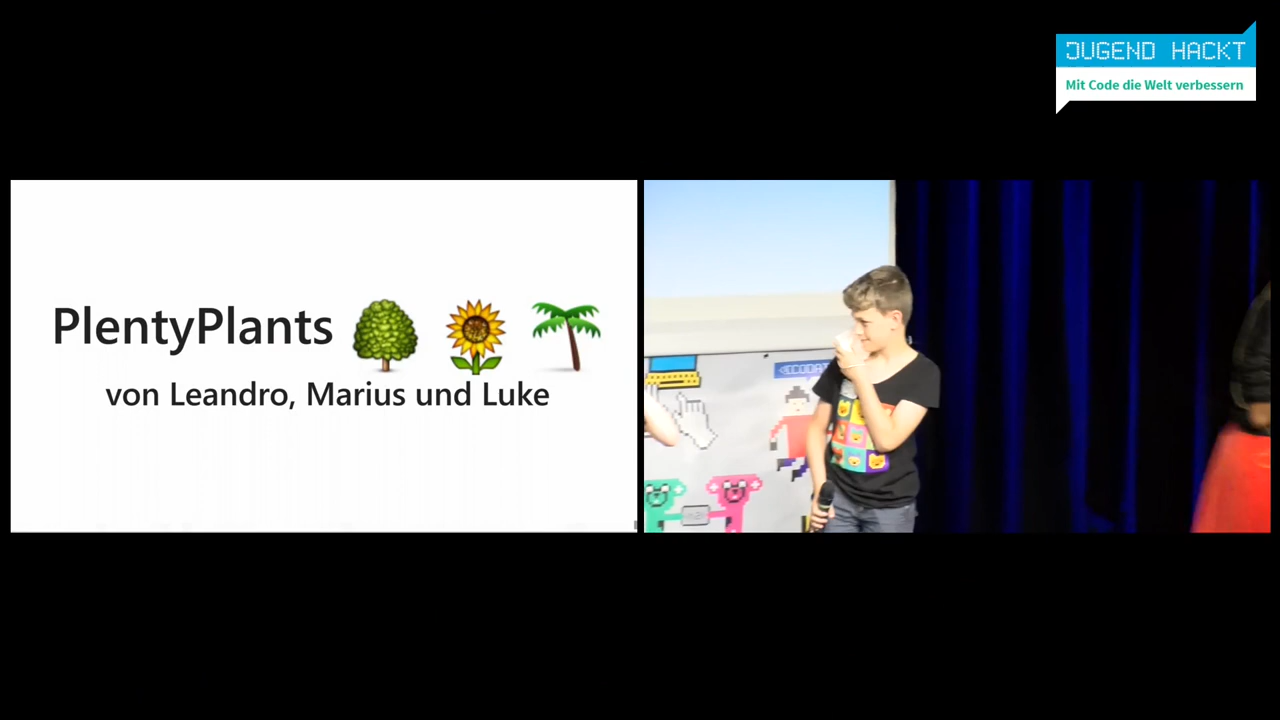 JUGEND HACKT
Mit Code die Welt verbessern
PlentyPlants
von Leandro, Marius und Luke